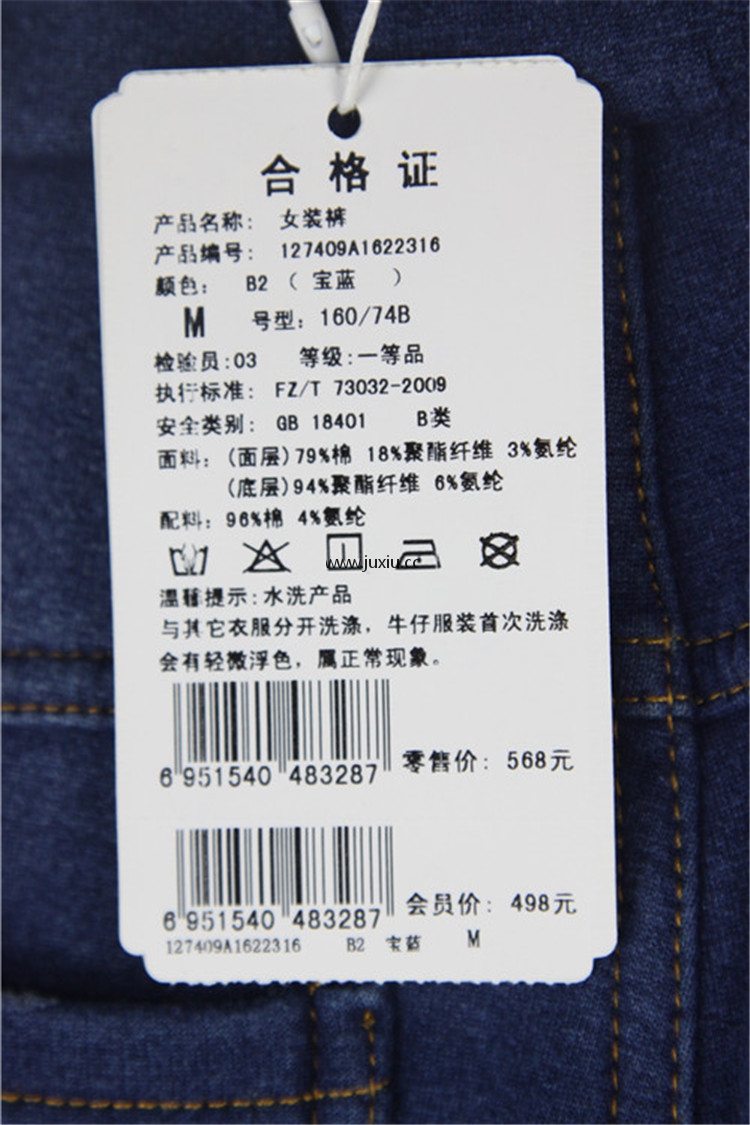 合格证
产品名称: 女装裤
产品编号: 127409A1622316
颜色: B2 ( 宝蓝 )
M 号型: 160/74B
检验员:03 等级:一等品
执行标准: FZ/T 73032-2009
安全类别: GB 18401 B类
面料: (面层)79%棉 18%聚酯纤维 3%氨纶
(底层)94%聚酯纤维 6%氨纶
配料: 96%棉 4%氨纶
www.juxiu.cc
温馨提示:水洗产品
与其它衣服分开洗涤, 牛仔服装首次洗涤
会有轻微浮色, 属正常现象。
6 951540 483287 零售价: 568元
6 951540 483287 会员价: 498元
127409A1622316 B2 宝蓝 M